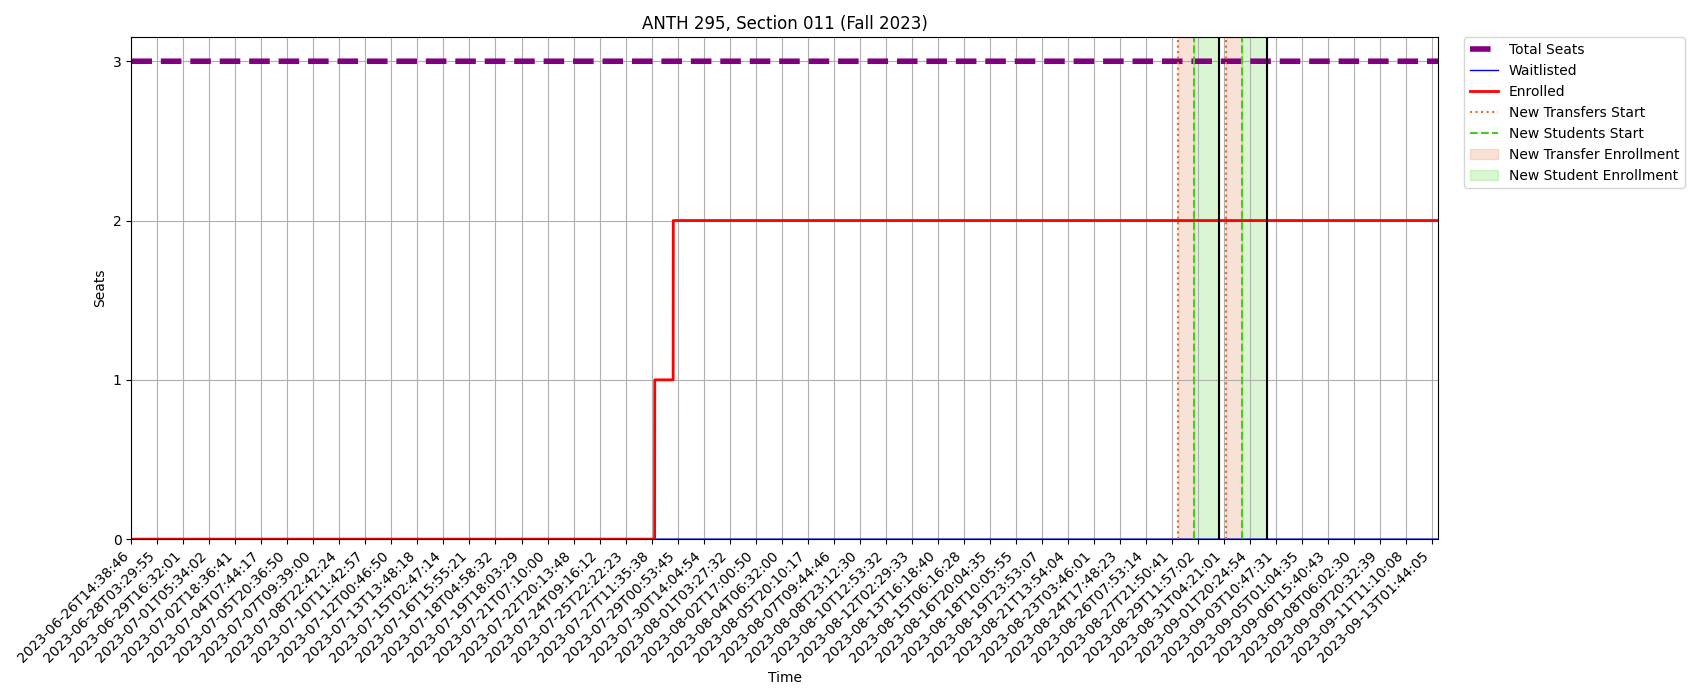 ANTH 295, Section 011 (Fall 2023)
3
2
1
0
Seats
2023-06-26T14:38:46
2023-06-28T03:29:55
2023-06-29T16:32:01
2023-07-01T05:34:02
2023-07-02T18:36:41
2023-07-04T07:44:17
2023-07-05T20:36:50
2023-07-07T09:39:00
2023-07-08T22:42:24
2023-07-10T11:42:57
2023-07-12T00:46:50
2023-07-13T13:48:18
2023-07-15T02:47:14
2023-07-16T15:55:21
2023-07-18T04:58:32
2023-07-19T18:03:29
2023-07-21T07:10:00
2023-07-22T20:13:48
2023-07-24T09:16:12
2023-07-25T22:22:23
2023-07-27T11:35:38
2023-07-29T00:53:45
2023-07-30T14:04:54
2023-08-01T03:27:32
2023-08-02T17:00:50
2023-08-04T06:32:00
2023-08-05T20:10:17
2023-08-07T09:44:46
2023-08-08T23:12:30
2023-08-10T12:53:32
2023-08-12T02:29:33
2023-08-13T16:18:40
2023-08-15T06:16:28
2023-08-16T20:04:35
2023-08-18T10:05:55
2023-08-19T23:53:07
2023-08-21T13:54:04
2023-08-23T03:46:01
2023-08-24T17:48:23
2023-08-26T07:53:14
2023-08-27T21:50:41
2023-08-29T11:57:02
2023-08-31T04:21:01
2023-09-01T20:24:54
2023-09-03T10:47:31
2023-09-05T01:04:35
2023-09-06T15:40:43
2023-09-08T06:02:30
2023-09-09T20:32:39
2023-09-11T11:10:08
2023-09-13T01:44:05
Time
Total Seats
Waitlisted
Enrolled
New Transfers Start
New Students Start
New Transfer Enrollment
New Student Enrollment